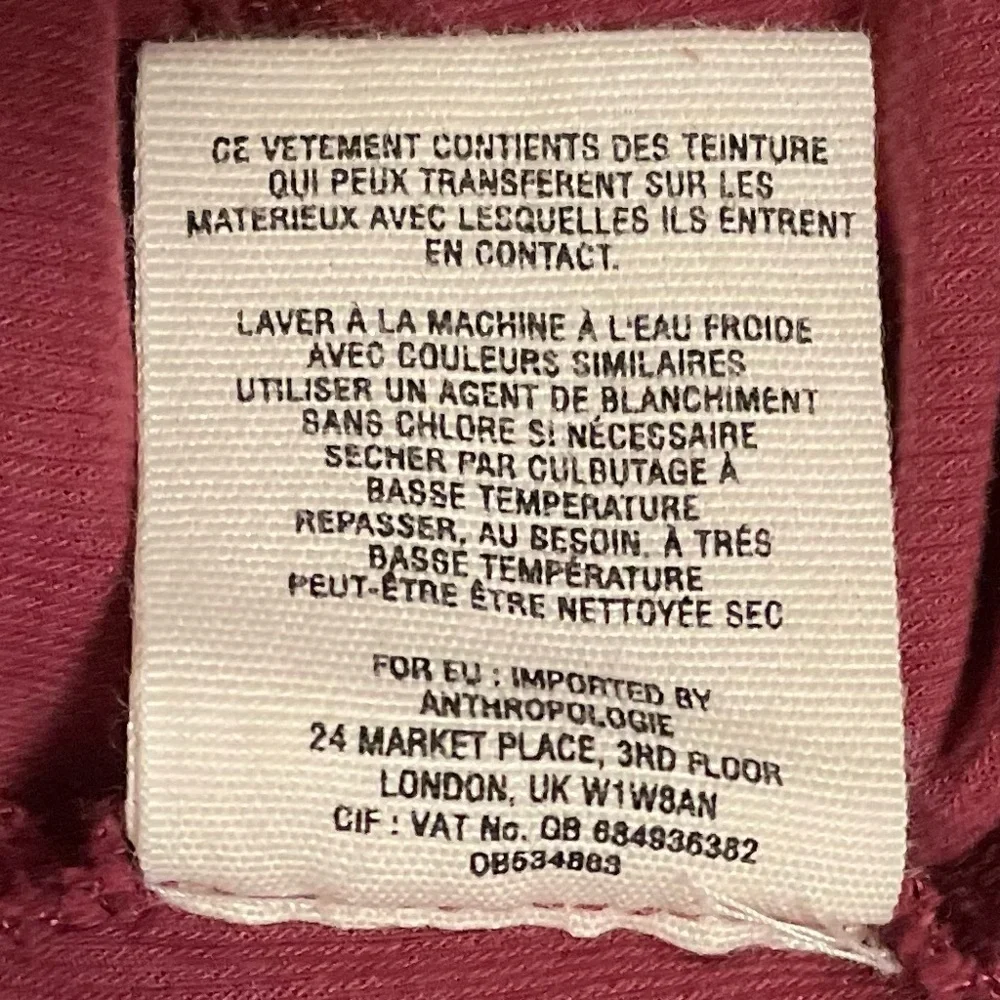 CE VETEMENT CONTIENTS DES TEINTURE
QUI PEUX TRANSFERENT SUR LES
MATERIEUX AVEC LESQUELLES ILS ENTRENT
EN CONTACT.
LAVER À LA MACHINE À L'EAU FROIDE
AVEC COULEURS SIMILAIRES
UTILISER UN AGENT DE BLANCHIMENT
SANS CHLORE SI NÉCESSAIRE
SECHER PAR CULBUTAGE À
BASSE TEMPERATURE
REPASSER, AU BESOIN, À TRÉS
BASSE TEMPÉRATURE
PEUT-ÊTRE ÊTRE NETTOYÉE SEC
FOR EU : IMPORTED BY
ANTHROPOLOGIE
24 MARKET PLACE, 3RD FLOOR
LONDON, UK W1W8AN
CIF : VAT No. GB 684936382